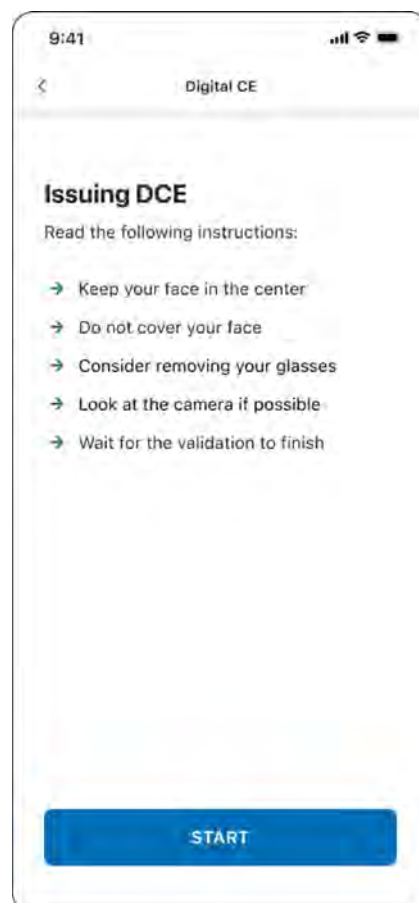 9:41
Digital CE
Issuing DCE
Read the following instructions:
Keep your face in the center
Do not cover your face
Consider removing your glasses
Look at the camera if possible
Wait for the validation to finish
START